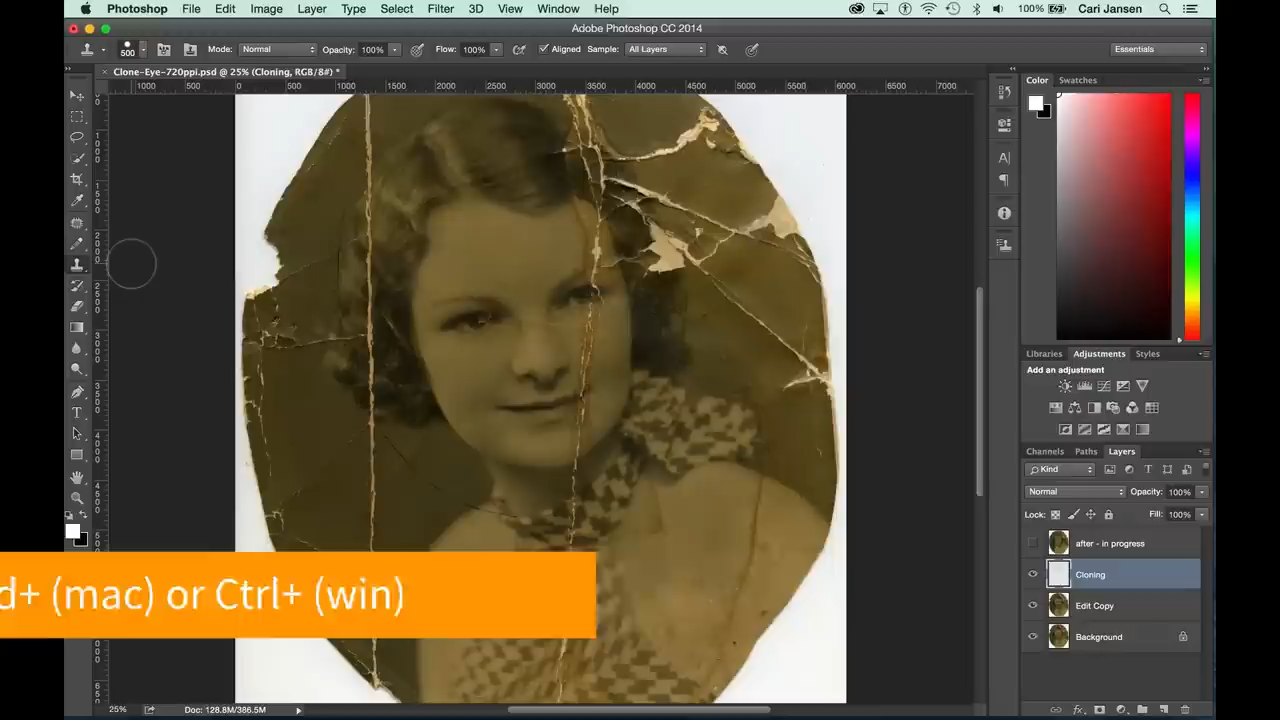 Photoshop File Edit Image Layer Type Select Filter 3D View Window Help 100% Cari Jansen
Adobe Photoshop CC 2014
500 Mode: Normal Opacity: 100% Flow: 100% Aligned Sample: All Layers Essentials
× Clone-Eye-720ppi.psd @ 25% (Cloning, RGB/8#) *
1000 500 0 500 1000 1500 2000 2500 3000 3500 4000 4500 5000 5500 6000 6500 7000
Color Swatches
Libraries Adjustments Styles
Add an adjustment
Channels Paths Layers
Kind
Normal Opacity: 100%
Lock: Fill: 100%
after - in progress
Cloning
Edit Copy
Background
d+ (mac) or Ctrl+ (win)
25% Doc: 128.8M/386.5M